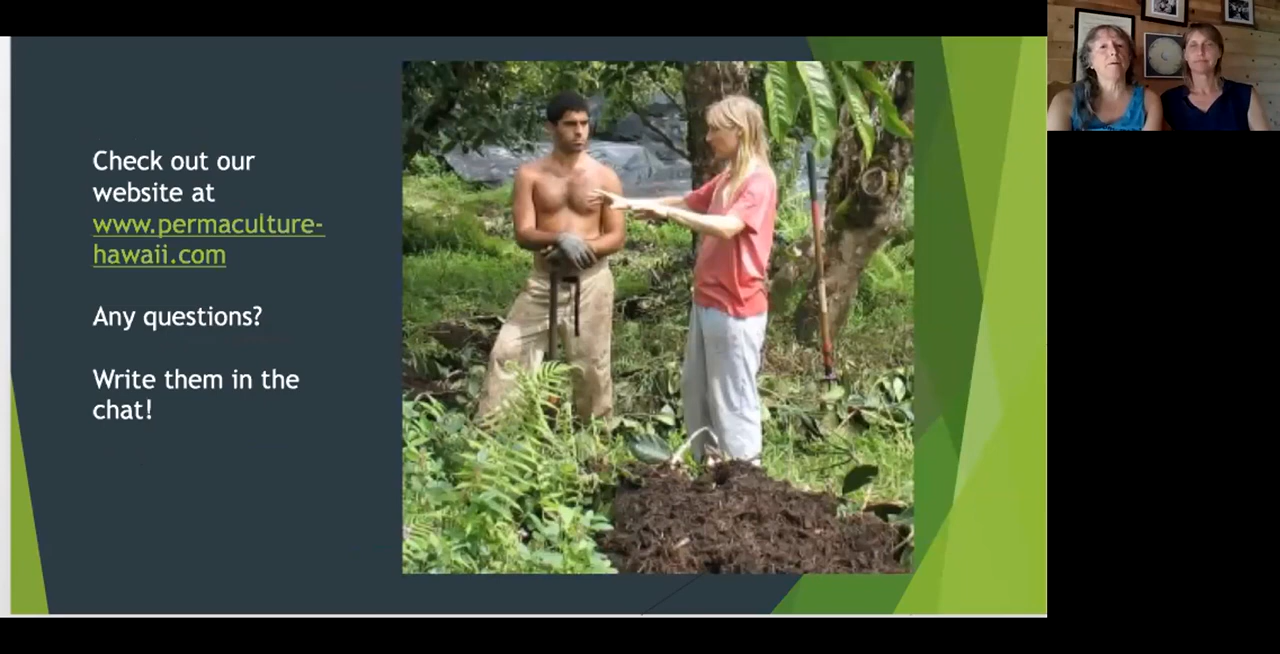 Check out our
website at
www.permaculture-
hawaii.com
Any questions?
Write them in the
chat!